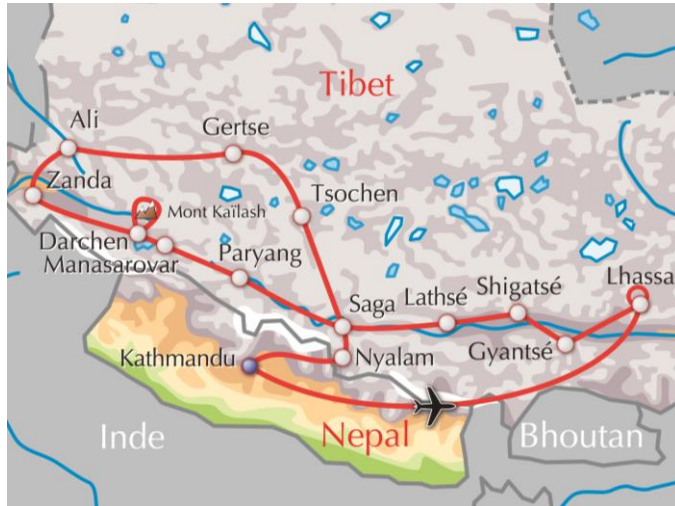 Tibet
Ali
Gertse
Zanda
Tsochen
Mont Kaïlash
Darchen
Manasarovar
Paryang
Lhassa
Shigatsé
Lathsé
Saga
Gyantsé
Nyalam
Kathmandu
Inde
Nepal
Bhoutan